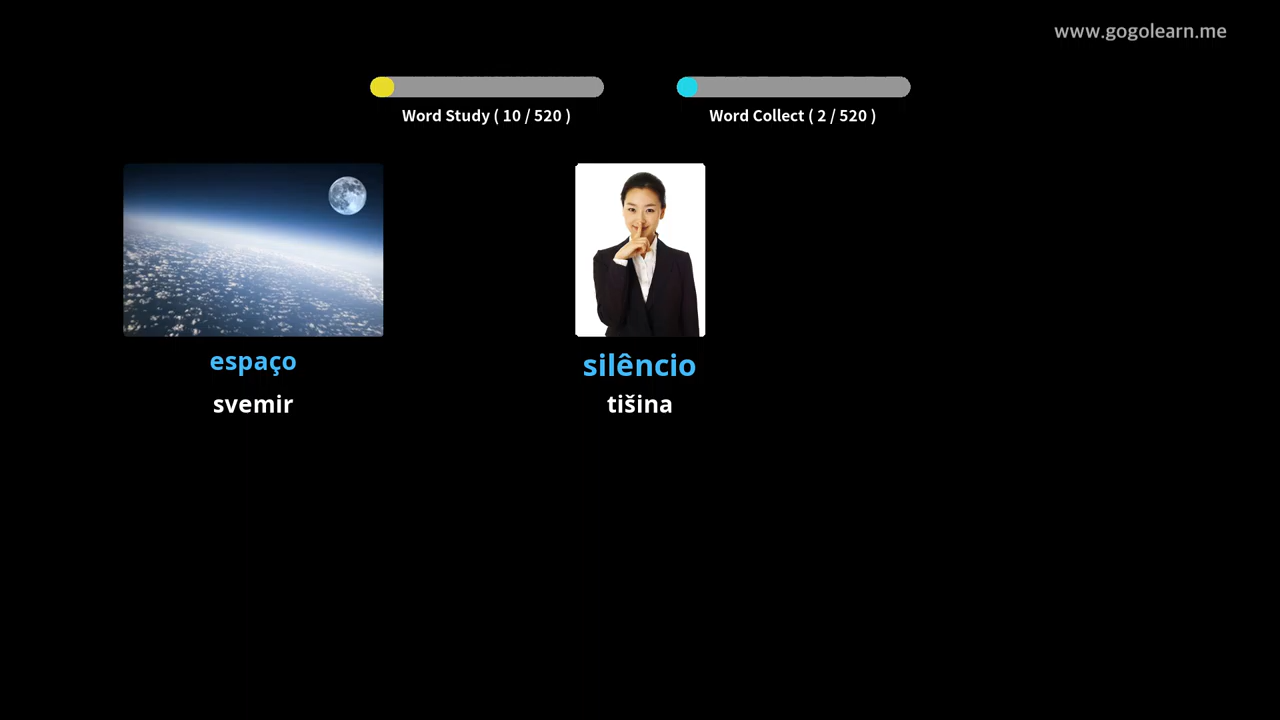 www.gogolearn.me
Word Study ( 10 / 520 )
Word Collect ( 2 / 520 )
espaço
svemir
silêncio
tišina